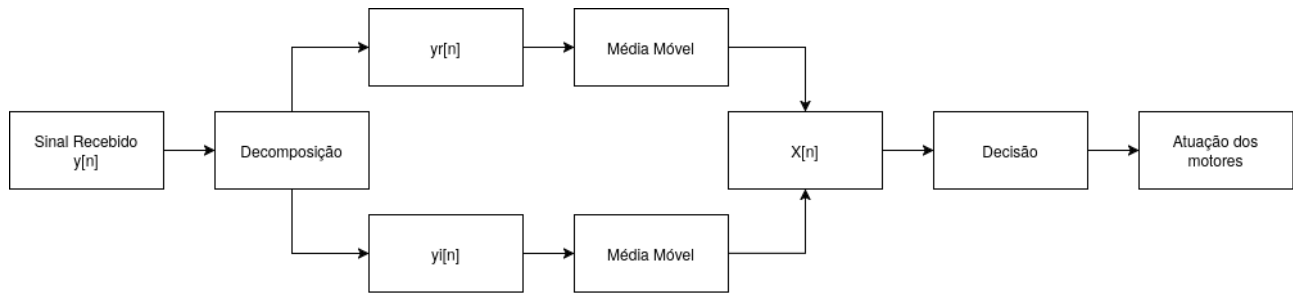 yr[n]
Média Móvel
Sinal Recebido
y[n]
Decomposição
X[n]
Decisão
Atuação dos
motores
yi[n]
Média Móvel